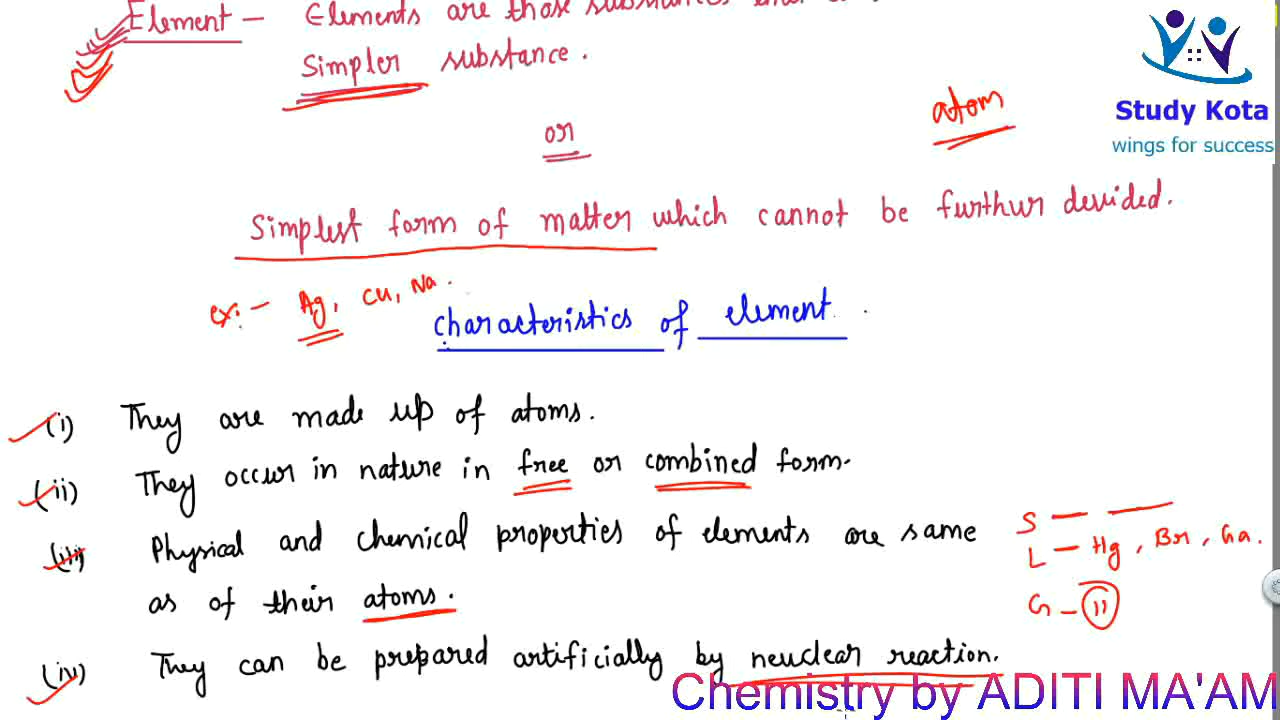 Element - Elements are those substances that
Simpler substance.
or
atom
Study Kota
wings for success
Simplest form of matter which cannot be furthur devided.
ex:- Ag, Cu, Na.
characteristics of element.
(i) They are made up of atoms.
(ii) They occur in nature in free or combined form.
(iii) Physical and chemical properties of elements are same
as of their atoms.
S -
L - Hg, Br, Ga.
G - 11
(iv) They can be prepared artificially by neuclear reaction.
Chemistry by ADITI MA'AM